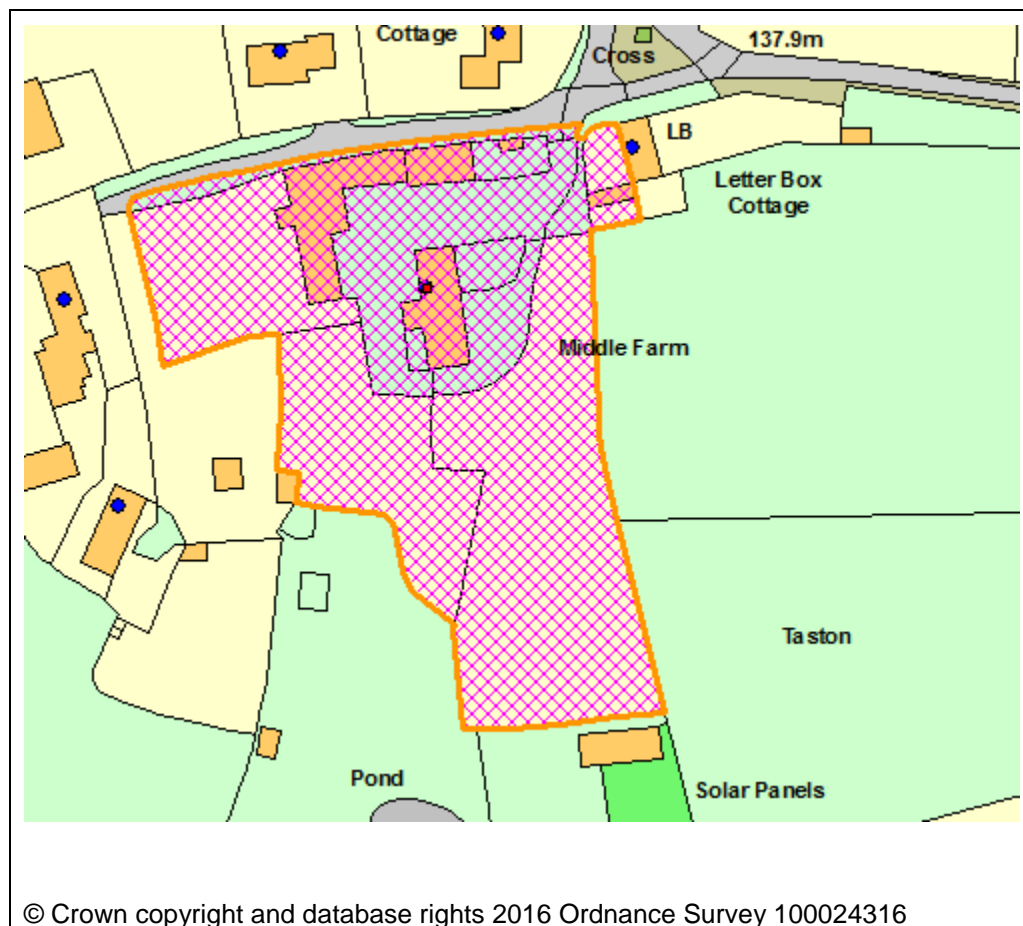 Cottage
Cross
137.9m
LB
Letter Box
Cottage
Middle Farm
Taston
Pond
Solar Panels
© Crown copyright and database rights 2016 Ordnance Survey 100024316